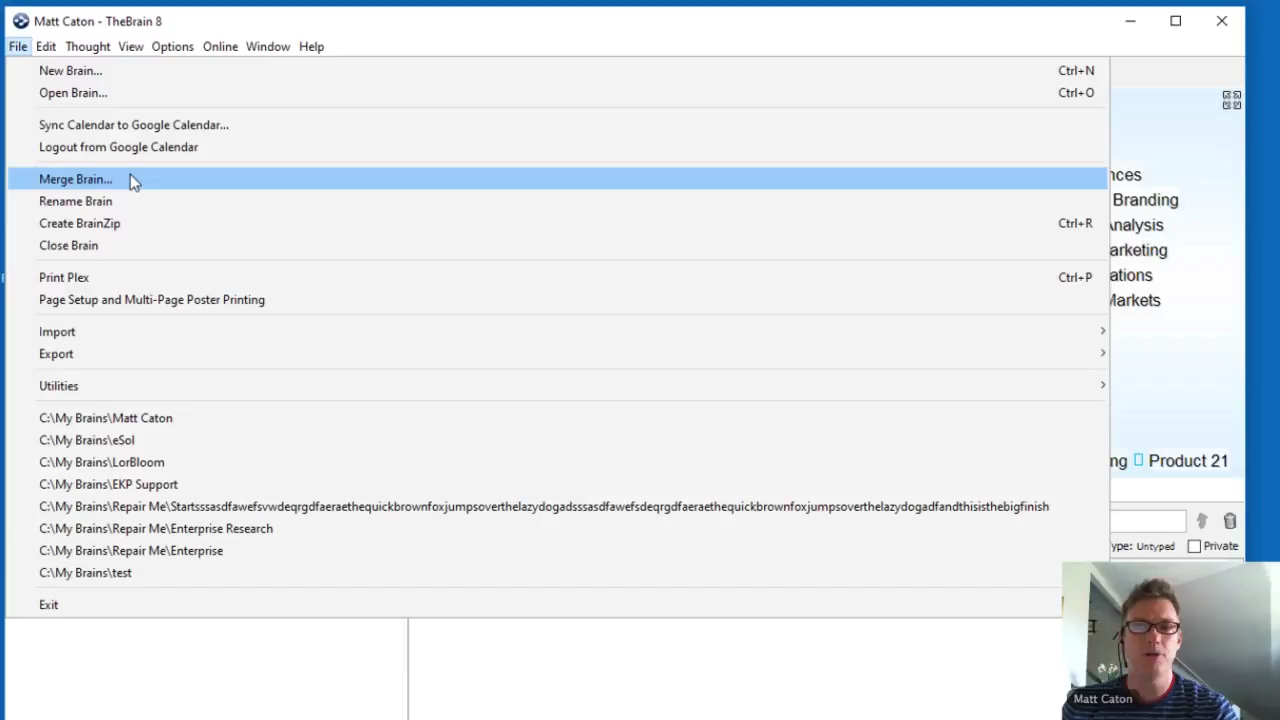 Matt Caton - TheBrain 8
File Edit Thought View Options Online Window Help
New Brain... Ctrl+N
Open Brain... Ctrl+O
Sync Calendar to Google Calendar...
Logout from Google Calendar
Merge Brain...
Rename Brain
Create BrainZip Ctrl+R
Close Brain
Print Plex Ctrl+P
Page Setup and Multi-Page Poster Printing
Import
Export
Utilities
C:\My Brains\Matt Caton
C:\My Brains\eSol
C:\My Brains\LorBloom
C:\My Brains\EKP Support
C:\My Brains\Repair Me\Startsssasdfawefsvwdeqrgdfaeraethequickbrownfoxjumpsoverthelazydogadsssasdfawefsdeqrgdfaeraethequickbrownfoxjumpsoverthelazydogadfandthisisthebigfinish
C:\My Brains\Repair Me\Enterprise Research
C:\My Brains\Repair Me\Enterprise
C:\My Brains\test
Exit
nces
Branding
Analysis
arketing
ations
Markets
ng Product 21
ype: Untyped Private
Matt Caton